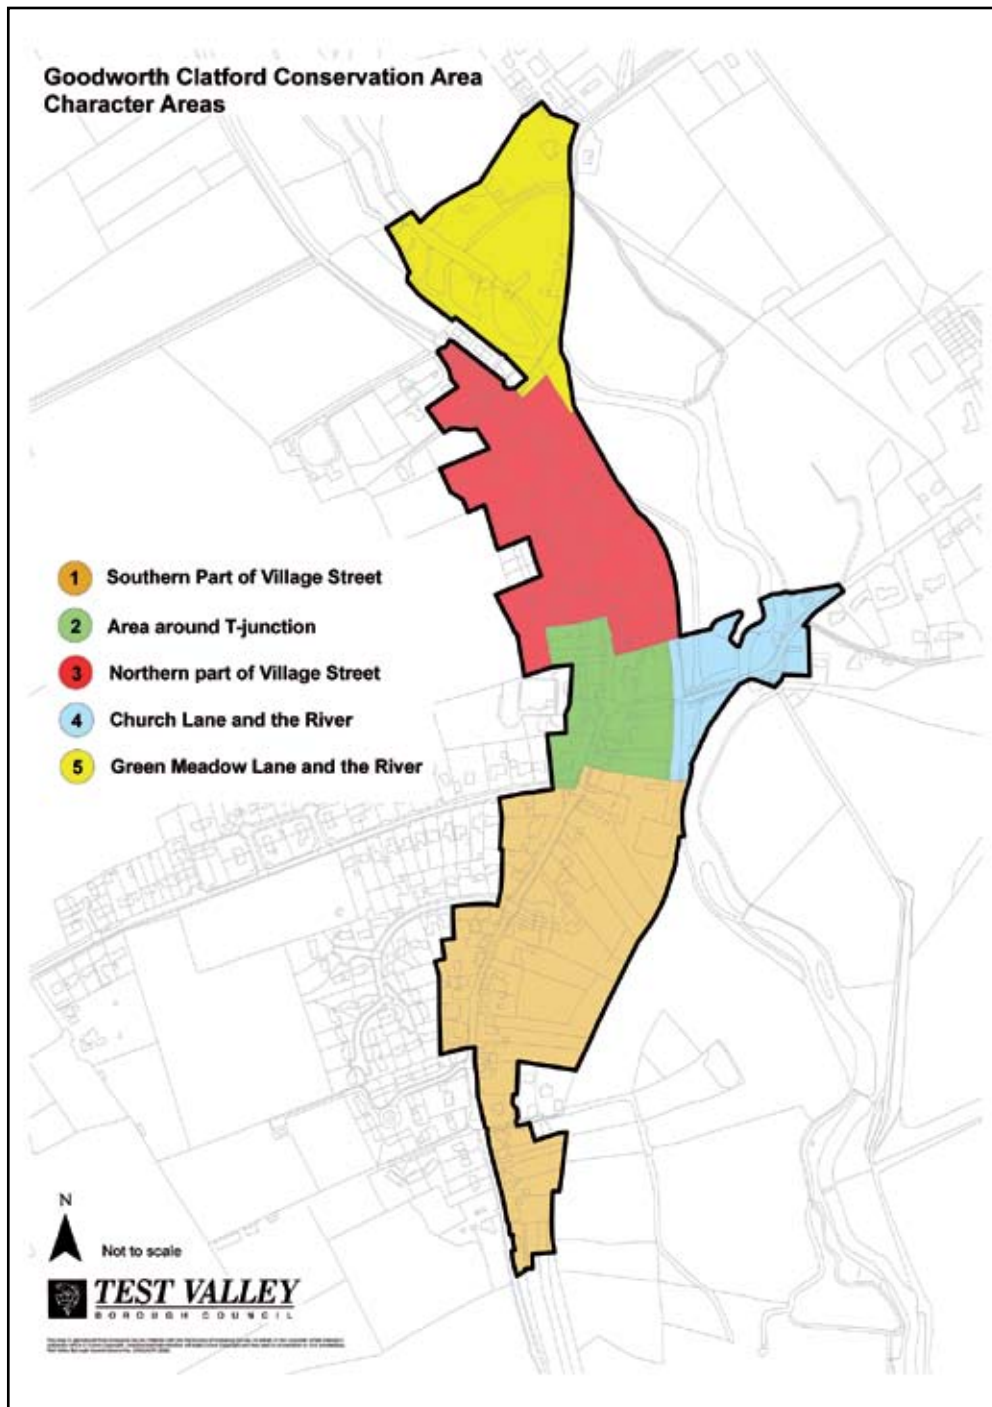 Goodworth Clatford Conservation Area
Character Areas
1 Southern Part of Village Street
2 Area around T-junction
3 Northern part of Village Street
4 Church Lane and the River
5 Green Meadow Lane and the River
N
Not to scale
TEST VALLEY
BOROUGH COUNCIL